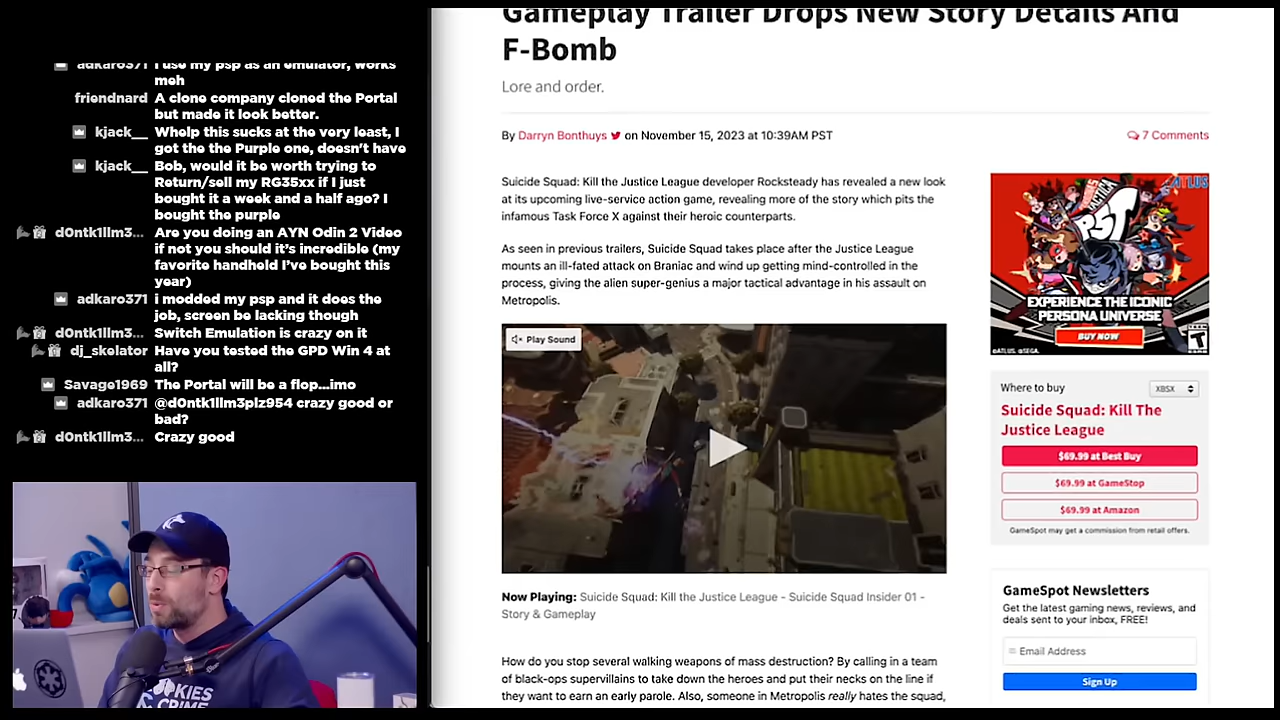 adkaro371 I use my psp as an emulator, works
meh
friendnard A clone company cloned the Portal
but made it look better.
kjack__ Whelp this sucks at the very least, I
got the the Purple one, doesn't have
kjack__ Bob, would it be worth trying to
Return/sell my RG35xx if I just
bought it a week and a half ago? I
bought the purple
d0ntk1llm3... Are you doing an AYN Odin 2 Video
if not you should it's incredible (my
favorite handheld I've bought this
year)
adkaro371 i modded my psp and it does the
job, screen be lacking though
d0ntk1llm3... Switch Emulation is crazy on it
dj_skelator Have you tested the GPD Win 4 at
all?
Savage1969 The Portal will be a flop...imo
adkaro371 @d0ntk1llm3plz954 crazy good or
bad?
d0ntk1llm3... Crazy good
Gameplay Trailer Drops New Story Details And
F-Bomb
Lore and order.
By Darryn Bonthuys on November 15, 2023 at 10:39AM PST
7 Comments
Suicide Squad: Kill the Justice League developer Rocksteady has revealed a new look
at its upcoming live-service action game, revealing more of the story which pits the
infamous Task Force X against their heroic counterparts.
As seen in previous trailers, Suicide Squad takes place after the Justice League
mounts an ill-fated attack on Braniac and wind up getting mind-controlled in the
process, giving the alien super-genius a major tactical advantage in his assault on
Metropolis.
Play Sound
Now Playing: Suicide Squad: Kill the Justice League - Suicide Squad Insider 01 -
Story & Gameplay
How do you stop several walking weapons of mass destruction? By calling in a team
of black-ops supervillains to take down the heroes and put their necks on the line if
they want to earn an early parole. Also, someone in Metropolis really hates the squad,
ATLUS
EXPERIENCE THE ICONIC
PERSONA UNIVERSE
BUY NOW
©ATLUS. ©SEGA.
T
Where to buy
XBSX
Suicide Squad: Kill The
Justice League
$69.99 at Best Buy
$69.99 at GameStop
$69.99 at Amazon
GameSpot may get a commission from retail offers.
GameSpot Newsletters
Get the latest gaming news, reviews, and
deals sent to your inbox, FREE!
Email Address
Sign Up